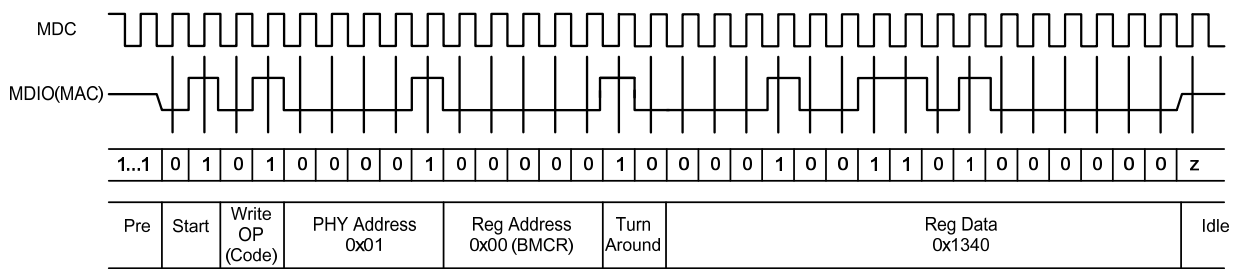 MDC
MDIO(MAC)
1...1 0 1 0 1 0 0 0 0 1 0 0 0 0 0 1 0 0 0 0 1 0 0 1 1 0 1 0 0 0 0 0 0 z
Pre
Start
Write
OP
(Code)
PHY Address
0x01
Reg Address
0x00 (BMCR)
Turn
Around
Reg Data
0x1340
Idle